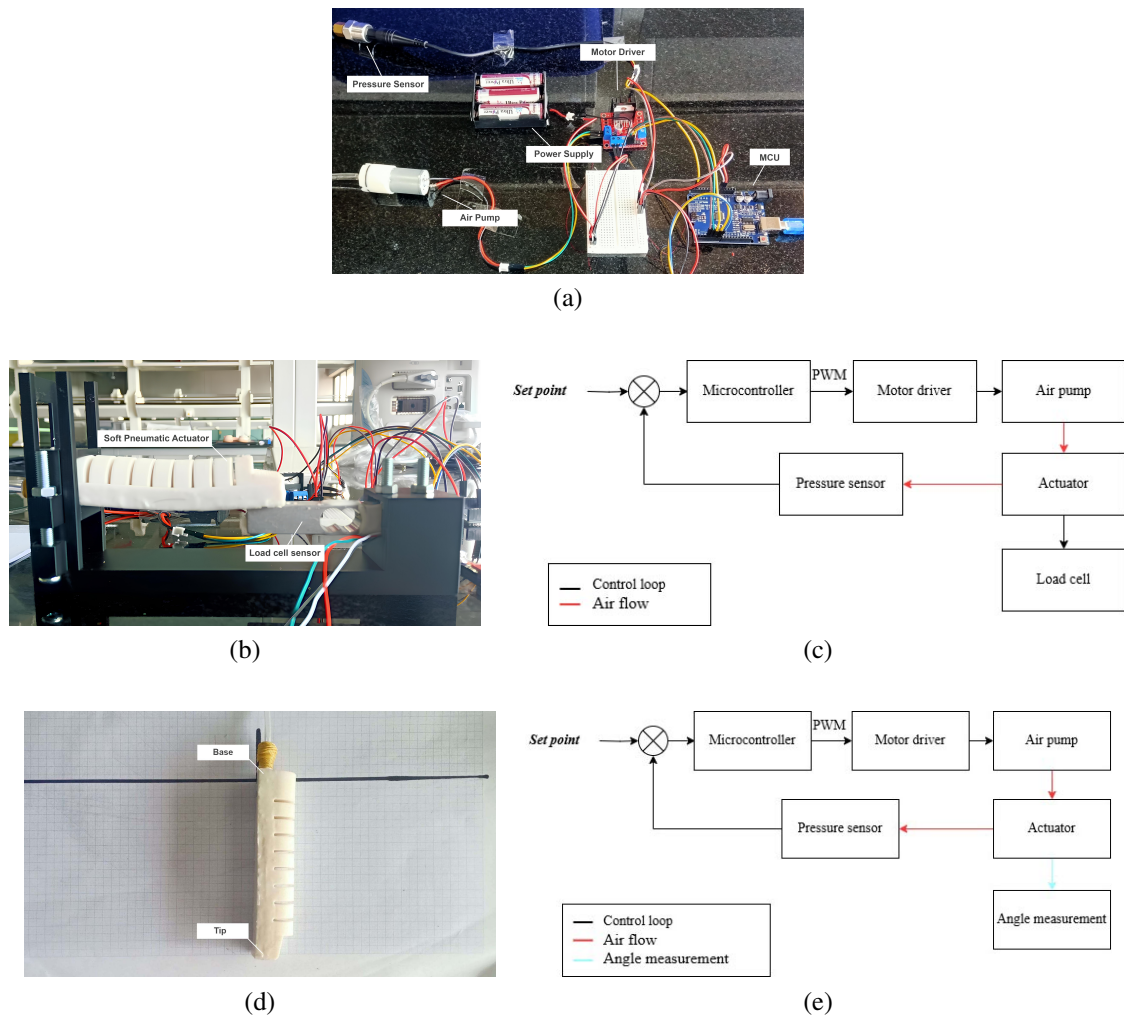 Motor Driver
Pressure Sensor
Power Supply
MCU
Air Pump
(a)
Soft Pneumatic Actuator
Load cell sensor
(b)
Set point
Microcontroller
PWM
Motor driver
Air pump
Pressure sensor
Actuator
Load cell
Control loop
Air flow
(c)
Base
Tip
(d)
Set point
Microcontroller
PWM
Motor driver
Air pump
Pressure sensor
Actuator
Angle measurement
Control loop
Air flow
Angle measurement
(e)